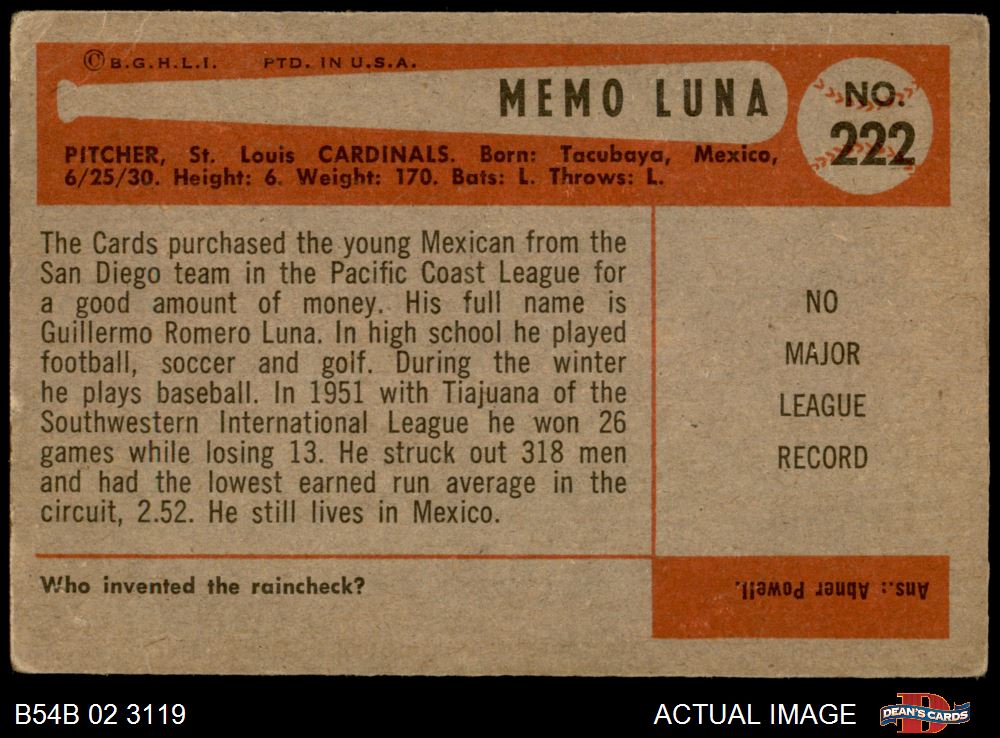 © B.G.H.L.I. PTD. IN U.S.A.
MEMO LUNA
NO.
222
PITCHER, St. Louis CARDINALS. Born: Tacubaya, Mexico,
6/25/30. Height: 6. Weight: 170. Bats: L. Throws: L.
The Cards purchased the young Mexican from the
San Diego team in the Pacific Coast League for
a good amount of money. His full name is
Guillermo Romero Luna. In high school he played
football, soccer and golf. During the winter
he plays baseball. In 1951 with Tiajuana of the
Southwestern International League he won 26
games while losing 13. He struck out 318 men
and had the lowest earned run average in the
circuit, 2.52. He still lives in Mexico.
NO
MAJOR
LEAGUE
RECORD
Who invented the raincheck?
Ans.: Abner Powell.
B54B 02 3119
ACTUAL IMAGE
DEAN'S CARDS